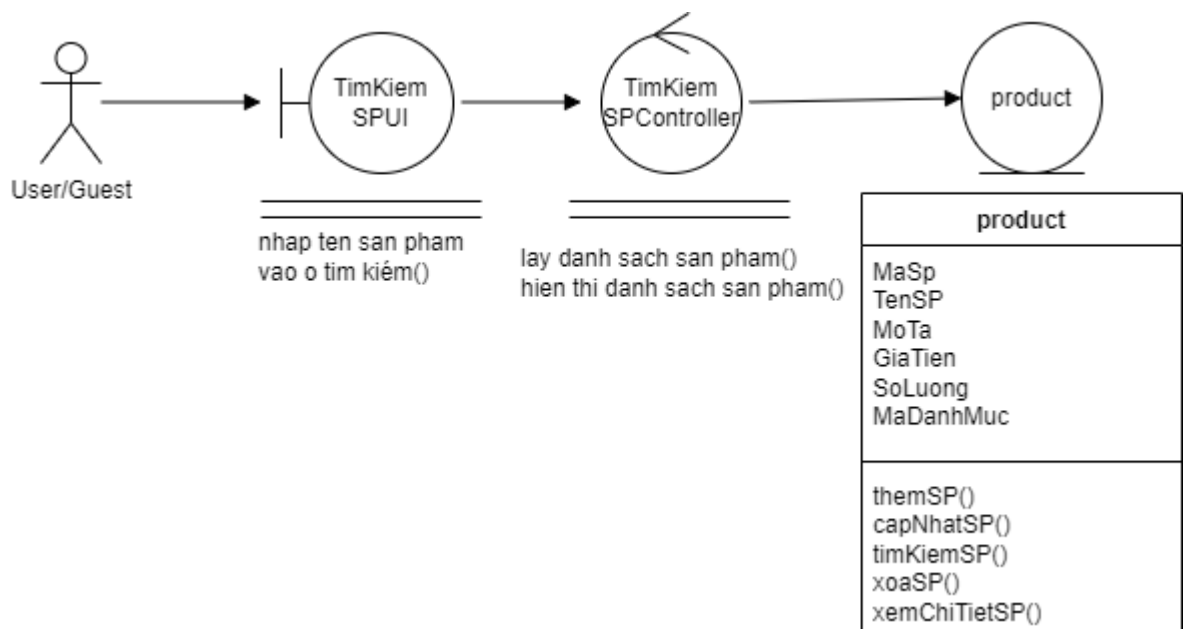 TimKiem
SPUI
TimKiem
SPController
product
User/Guest
nhap ten san pham
vao o tim kiém()
lay danh sach san pham()
hien thi danh sach san pham()
product
MaSp
TenSP
MoTa
GiaTien
SoLuong
MaDanhMuc
themSP()
capNhatSP()
timKiemSP()
xoaSP()
xemChiTietSP()